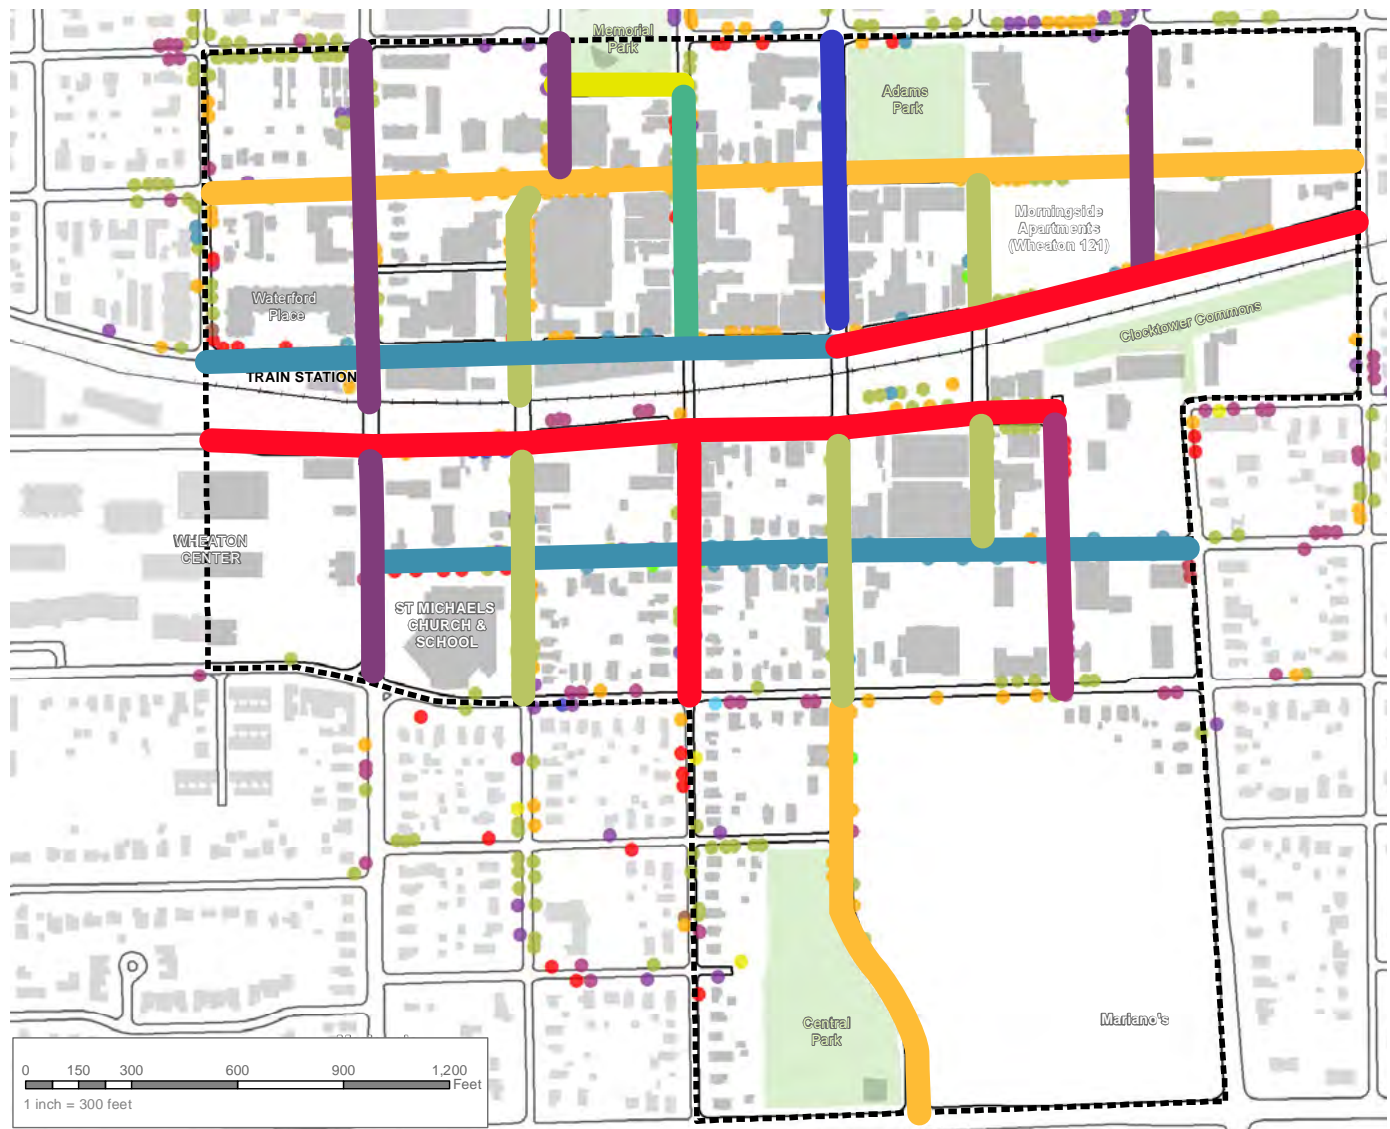 Memorial
Park
Adams
Park
Morningside
Apartments
(Wheaton 121)
Waterford
Place
Clocktower Commons
TRAIN STATION
WHEATON
CENTER
ST MICHAELS
CHURCH &
SCHOOL
Central
Park
Mariano's
0 150 300 600 900 1,200
Feet
1 inch = 300 feet